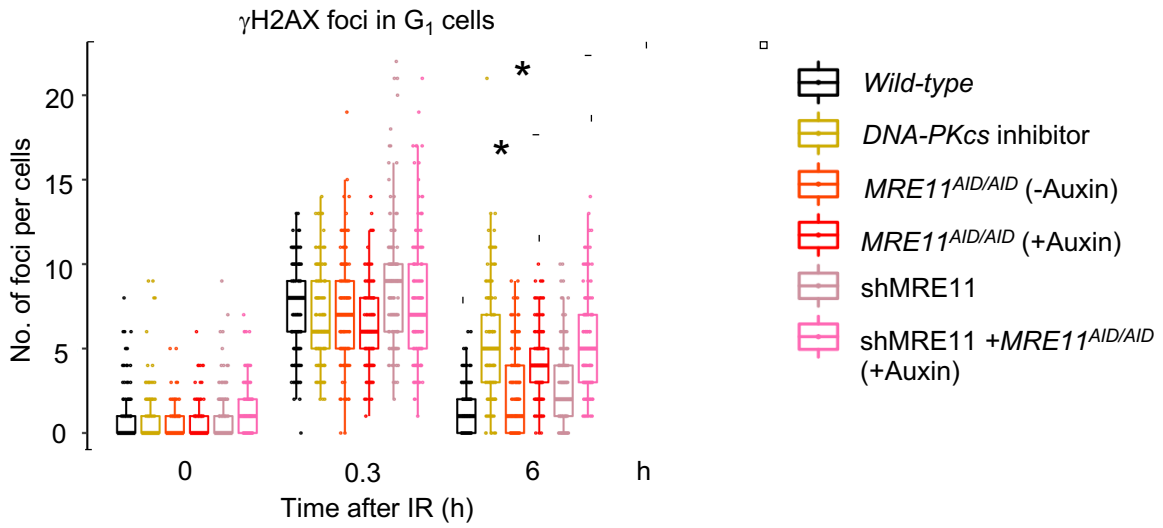 γH2AX foci in G1 cells
No. of foci per cells
20
15
10
5
0
*
*
0
0.3
6
h
Time after IR (h)
Wild-type
DNA-PKcs inhibitor
MRE11AID/AID (-Auxin)
MRE11AID/AID (+Auxin)
shMRE11
shMRE11 +MRE11AID/AID
(+Auxin)